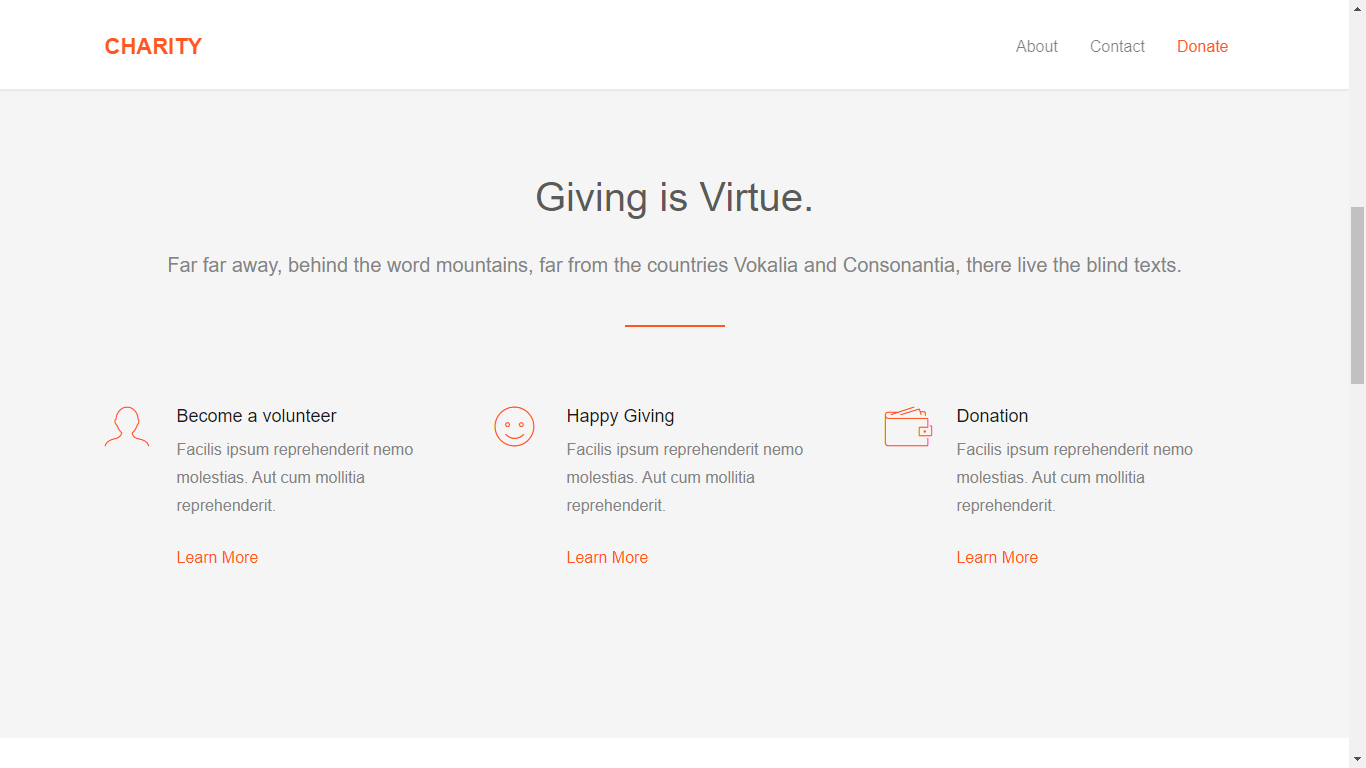 CHARITY
About Contact Donate
Giving is Virtue.
Far far away, behind the word mountains, far from the countries Vokalia and Consonantia, there live the blind texts.
Become a volunteer
Facilis ipsum reprehenderit nemo
molestias. Aut cum mollitia
reprehenderit.
Learn More
Happy Giving
Facilis ipsum reprehenderit nemo
molestias. Aut cum mollitia
reprehenderit.
Learn More
Donation
Facilis ipsum reprehenderit nemo
molestias. Aut cum mollitia
reprehenderit.
Learn More